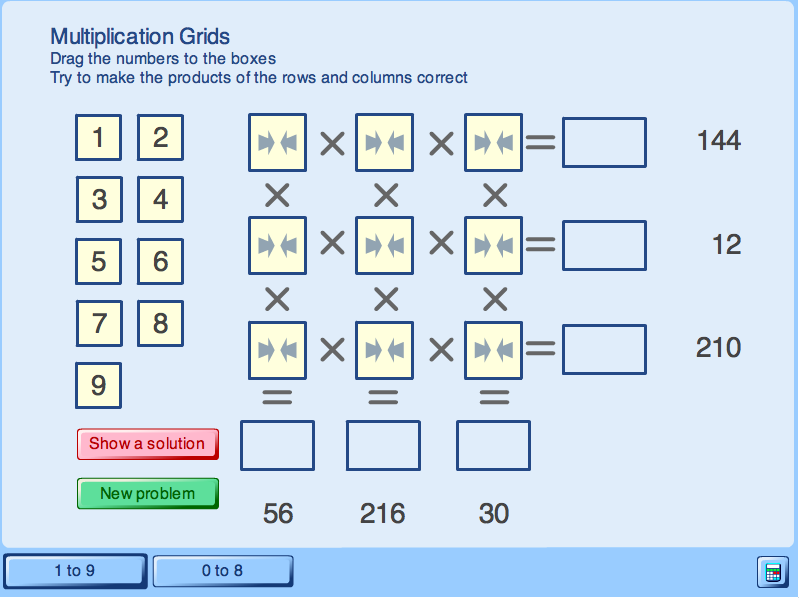 Multiplication Grids
Drag the numbers to the boxes
Try to make the products of the rows and columns correct
1 2
3 4
5 6
7 8
9
× × = 144
× × ×
× × = 12
× × ×
× × = 210
= = =
56 216 30
Show a solution
New problem
1 to 9 0 to 8